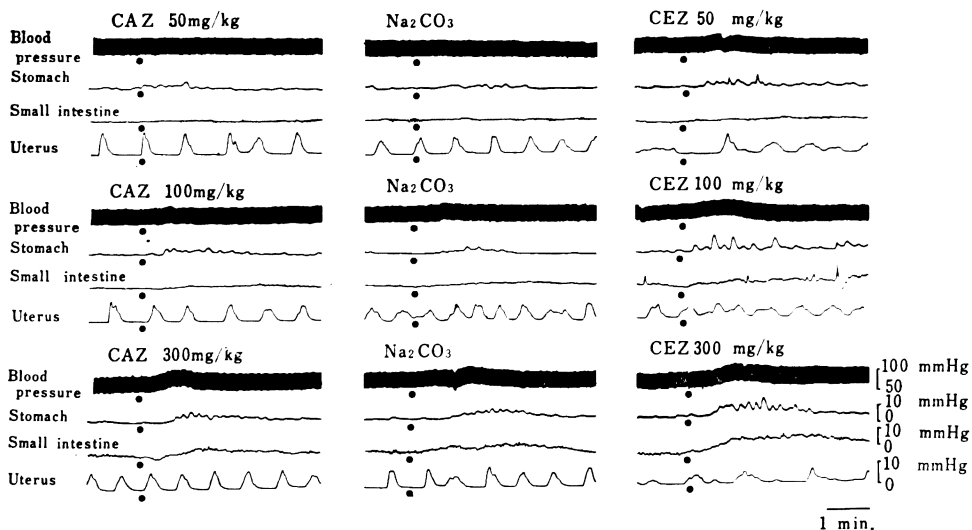 CAZ 50mg/kg Na₂CO₃ CEZ 50 mg/kg
Blood
pressure
Stomach
Small intestine
Uterus
CAZ 100mg/kg Na₂CO₃ CEZ 100 mg/kg
Blood
pressure
Stomach
Small intestine
Uterus
CAZ 300mg/kg Na₂CO₃ CEZ 300 mg/kg
Blood
pressure
100 mmHg
50
Stomach
10 mmHg
0
Small intestine
10 mmHg
0
Uterus
10 mmHg
0
1 min.